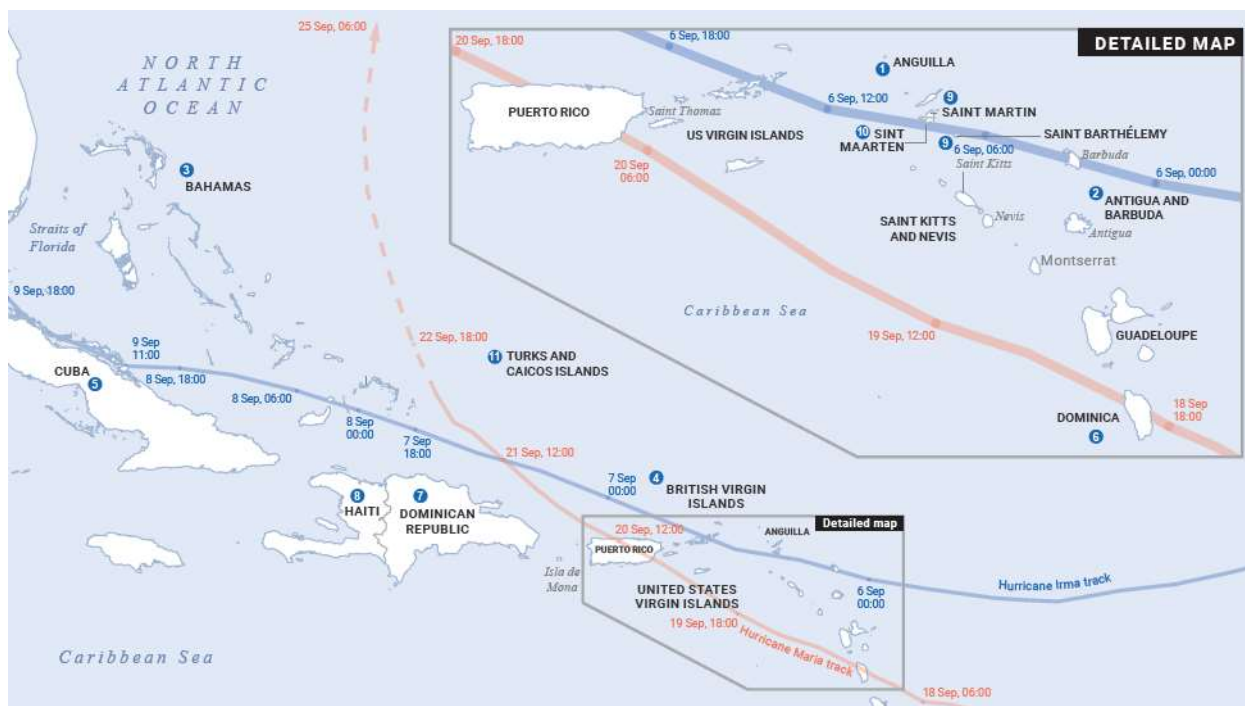 25 Sep, 06:00
NORTH
ATLANTIC
OCEAN
3
BAHAMAS
Straits of
Florida
9 Sep, 18:00
9 Sep
11:00
CUBA
5
8 Sep, 18:00
8 Sep, 06:00
8 Sep
00:00
7 Sep
18:00
22 Sep, 18:00
11 TURKS AND
CAICOS ISLANDS
21 Sep, 12:00
7 Sep
00:00
4
BRITISH VIRGIN
ISLANDS
8
HAITI
7
DOMINICAN
REPUBLIC
Isla de
Mona
20 Sep, 12:00
PUERTO RICO
ANGUILLA
Detailed map
UNITED STATES
VIRGIN ISLANDS
19 Sep, 18:00
Hurricane Maria track
6 Sep
00:00
Hurricane Irma track
18 Sep, 06:00
Caribbean Sea
DETAILED MAP
20 Sep, 18:00
6 Sep, 18:00
1 ANGUILLA
PUERTO RICO
Saint Thomaz
US VIRGIN ISLANDS
6 Sep, 12:00
9
SAINT MARTIN
10 SINT
MAARTEN
9
SAINT BARTHÉLEMY
6 Sep, 06:00
Saint Kitts
Barbuda
6 Sep, 00:00
20 Sep
06:00
2
ANTIGUA AND
BARBUDA
SAINT KITTS
AND NEVIS
Nevis
Antigua
Montserrat
Caribbean Sea
19 Sep, 12:00
GUADELOUPE
DOMINICA
6
18 Sep
18:00